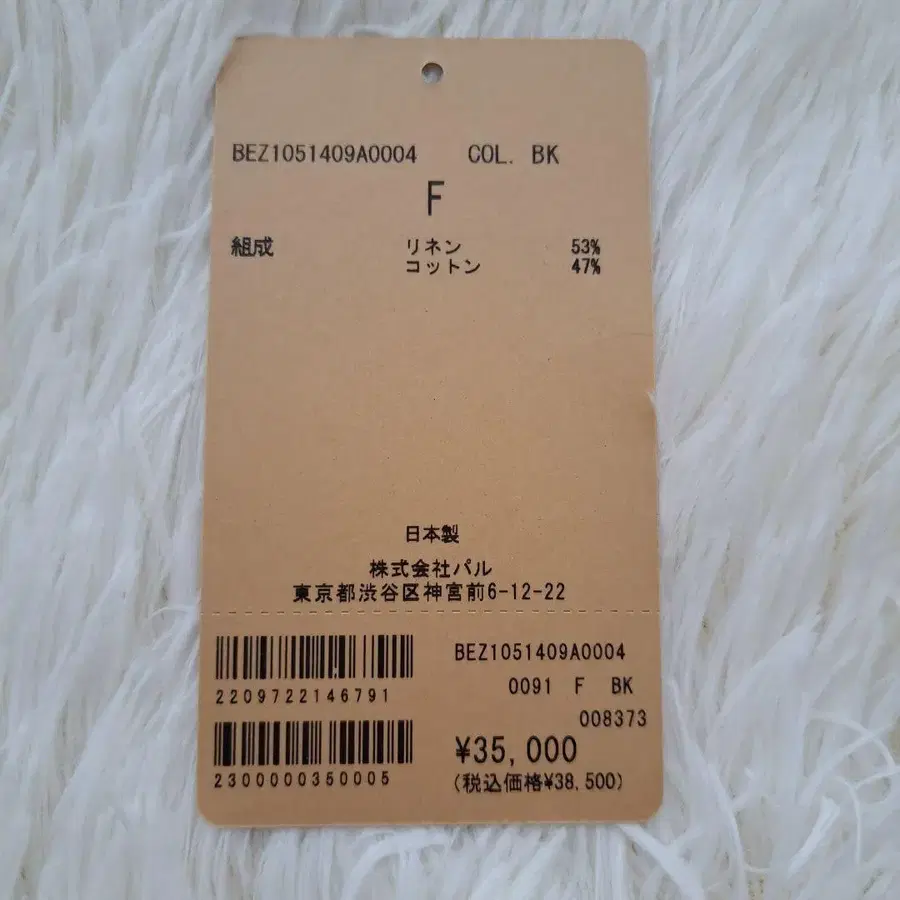 BEZ1051409A0004 COL. BK
F
組成 リネン 53%
コットン 47%
日本製
株式会社パル
東京都渋谷区神宮前6-12-22
BEZ1051409A0004
2209722146791
0091 F BK
008373
2300000350005
¥35,000
(税込価格¥38,500)